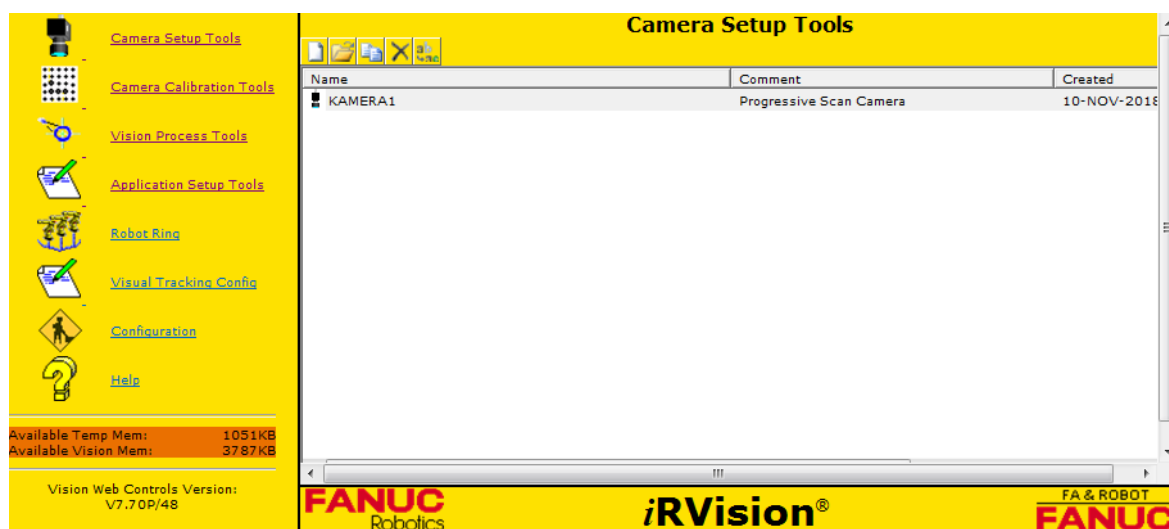 Camera Setup Tools
Camera Calibration Tools
Vision Process Tools
Application Setup Tools
Robot Ring
Visual Tracking Config
Configuration
Help
Available Temp Mem: 1051KB
Available Vision Mem: 3787KB
Vision Web Controls Version:
V7.70P/48
Camera Setup Tools
Name Comment Created
KAMERA1 Progressive Scan Camera 10-NOV-2018
FANUC
Robotics
iRVision®
FA & ROBOT
FANUC